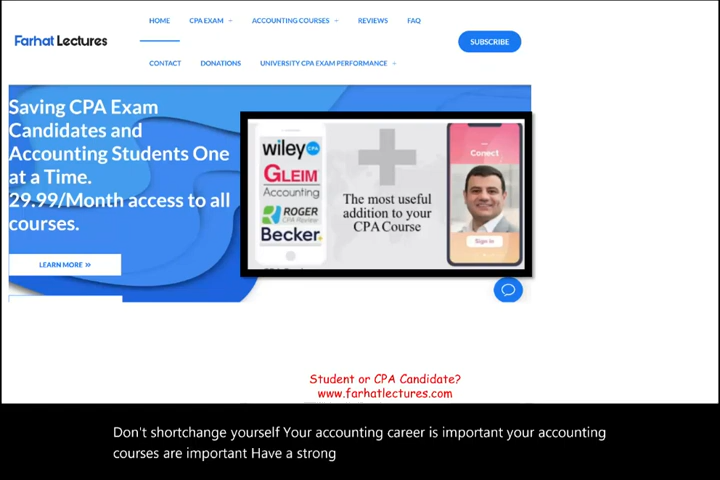 HOME
CPA EXAM
ACCOUNTING COURSES
REVIEWS
FAQ
Farhat Lectures
SUBSCRIBE
CONTACT
DONATIONS
UNIVERSITY CPA EXAM PERFORMANCE
Saving CPA Exam
Candidates and
Accounting Students One
at a Time.
29.99/Month access to all
courses.
LEARN MORE »
wiley CPA
GLEIM
Accounting
ROGER
CPA Review
Becker
The most useful
addition to your
CPA Course
Conect
Sign in
Student or CPA Candidate?
www.farhatlectures.com
Don't shortchange yourself Your accounting career is important your accounting
courses are important Have a strong